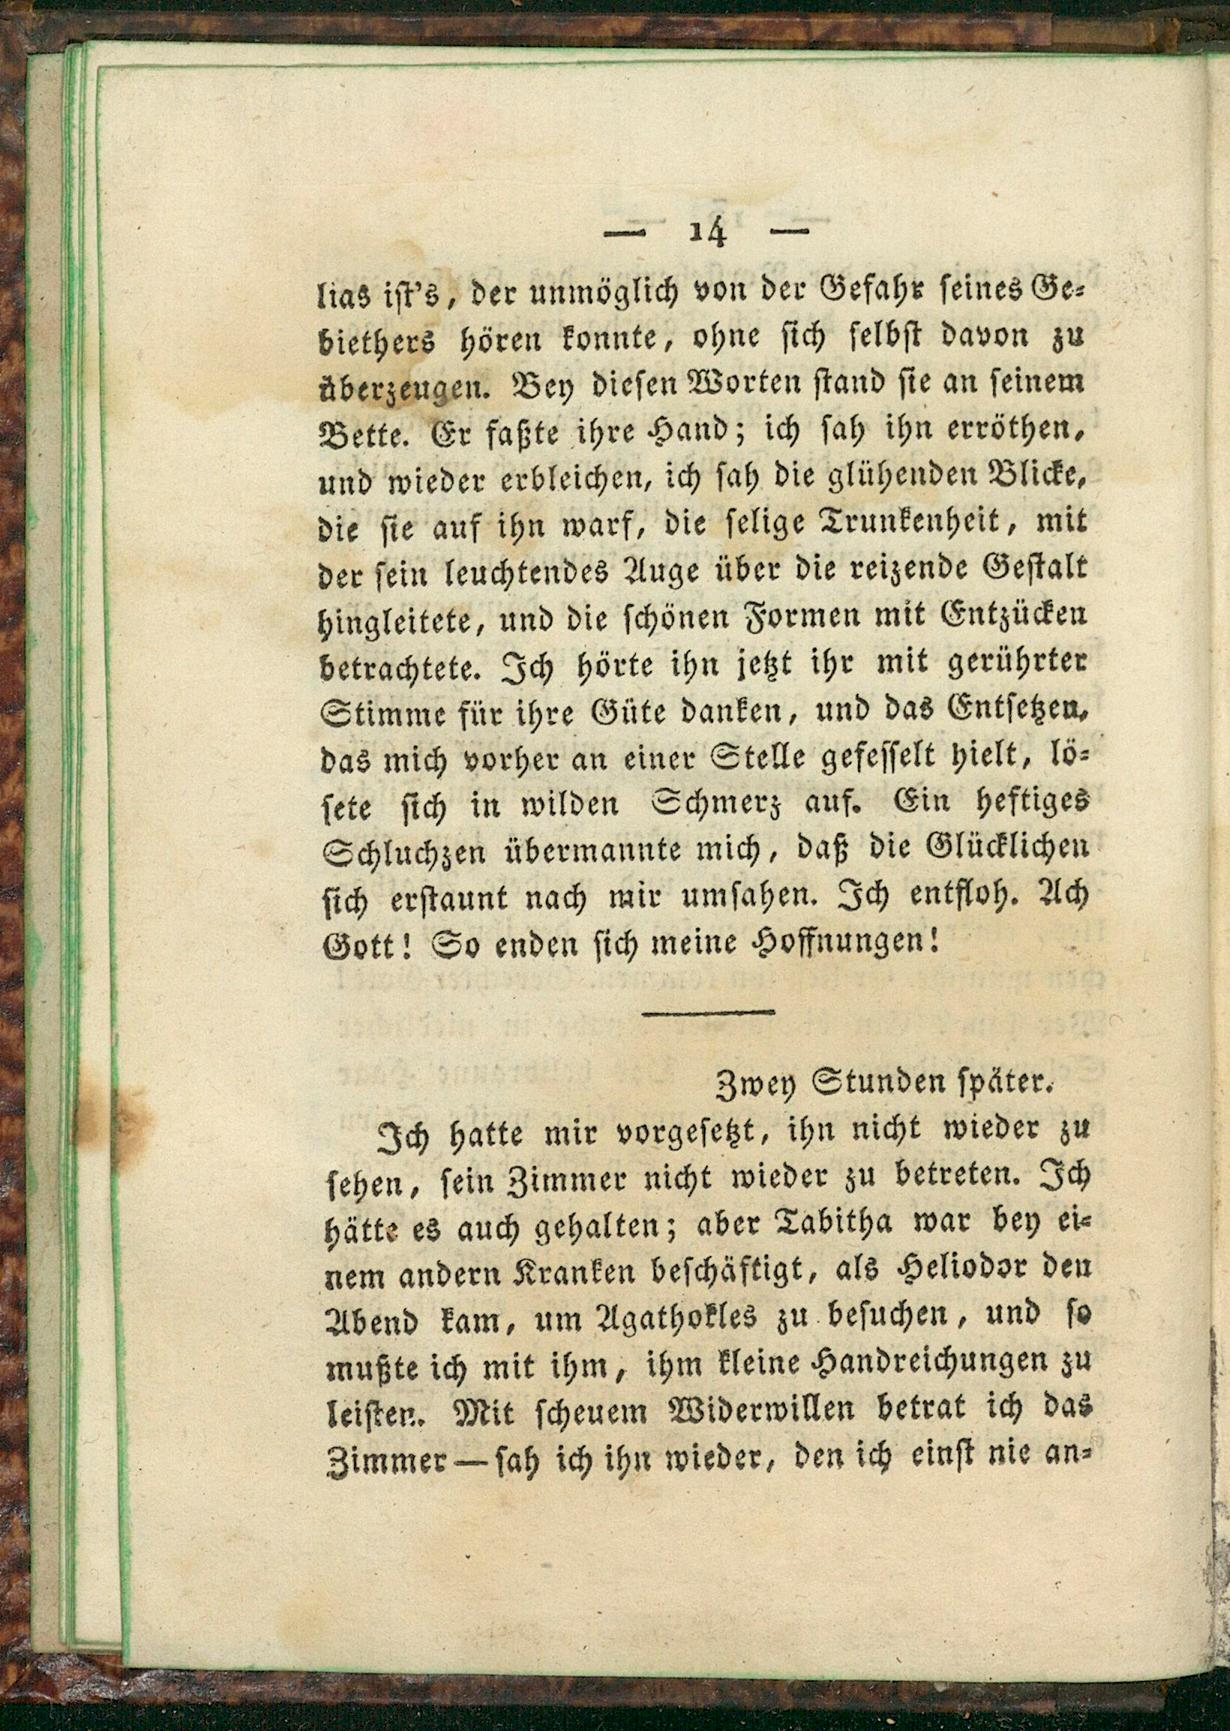 — 14 —
lias ist's, der unmöglich von der Gefahr seines Ge-
biethers hören konnte, ohne sich selbst davon zu
überzeugen. Bey diesen Worten stand sie an seinem
Bette. Er faßte ihre Hand; ich sah ihn erröthen,
und wieder erbleichen, ich sah die glühenden Blicke,
die sie auf ihn warf, die selige Trunkenheit, mit
der sein leuchtendes Auge über die reizende Gestalt
hingleitete, und die schönen Formen mit Entzücken
betrachtete. Ich hörte ihn jetzt ihr mit gerührter
Stimme für ihre Güte danken, und das Entsetzen,
das mich vorher an einer Stelle gefesselt hielt, lö-
sete sich in wilden Schmerz auf. Ein heftiges
Schluchzen übermannte mich, daß die Glücklichen
sich erstaunt nach mir umsahen. Ich entfloh. Ach
Gott! So enden sich meine Hoffnungen!
Zwey Stunden später.
Ich hatte mir vorgesetzt, ihn nicht wieder zu
sehen, sein Zimmer nicht wieder zu betreten. Ich
hätte es auch gehalten; aber Tabitha war bey ei-
nem andern Kranken beschäftigt, als Heliodor den
Abend kam, um Agathokles zu besuchen, und so
mußte ich mit ihm, ihm kleine Handreichungen zu
leisten. Mit scheuem Widerwillen betrat ich das
Zimmer — sah ich ihn wieder, den ich einst nie an-